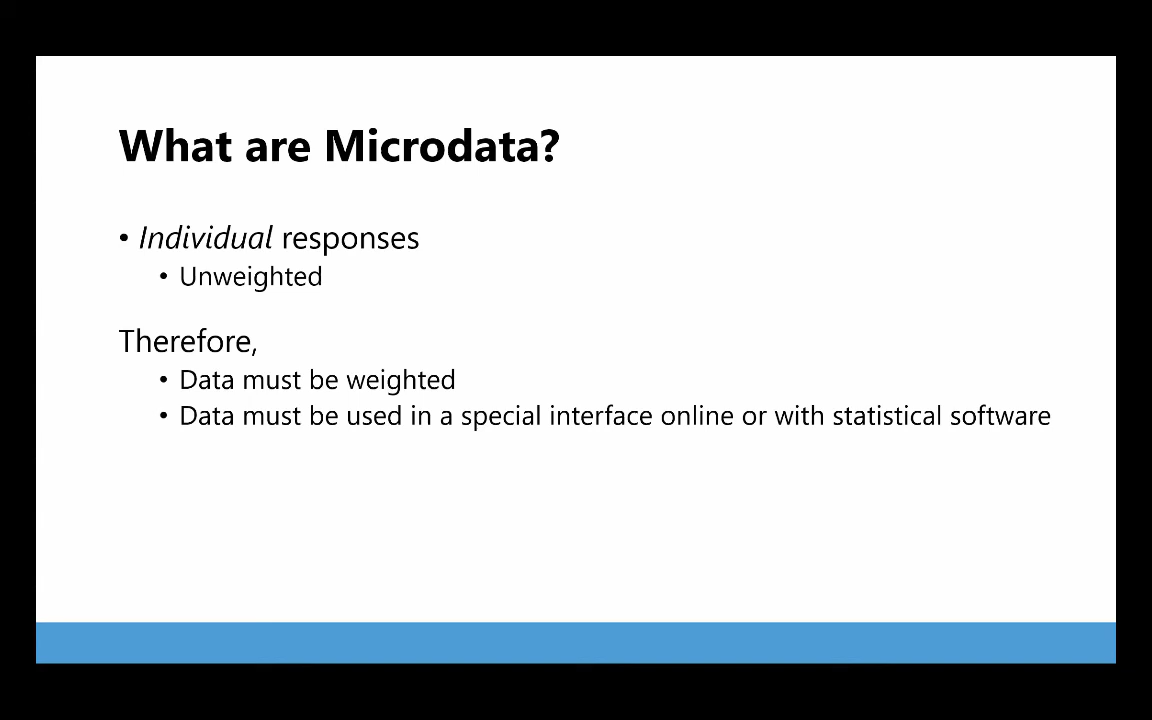 What are Microdata?
• Individual responses
• Unweighted
Therefore,
• Data must be weighted
• Data must be used in a special interface online or with statistical software